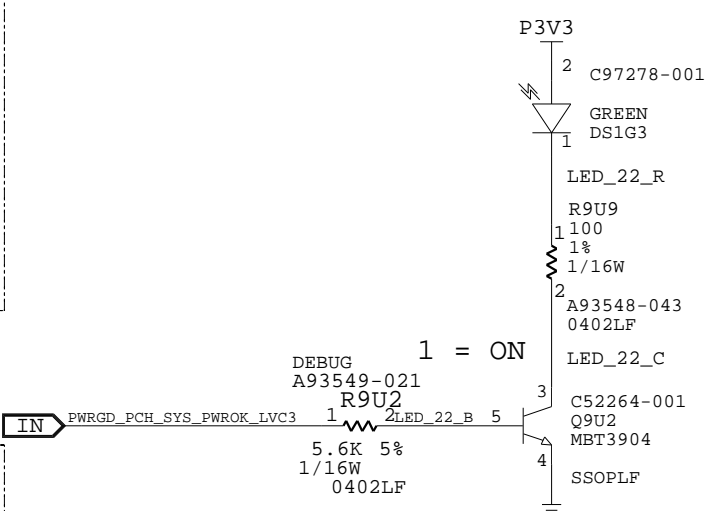 P3V3
2
C97278-001
GREEN
DS1G3
1
LED_22_R
R9U9
1
100
1%
1/16W
2
A93548-043
0402LF
1 = ON
LED_22_C
DEBUG
A93549-021
R9U2
3
C52264-001
IN
PWRGD_PCH_SYS_PWROK_LVC3
1
2
LED_22_B
5
Q9U2
MBT3904
5.6K 5%
1/16W
0402LF
4
SSOPLF